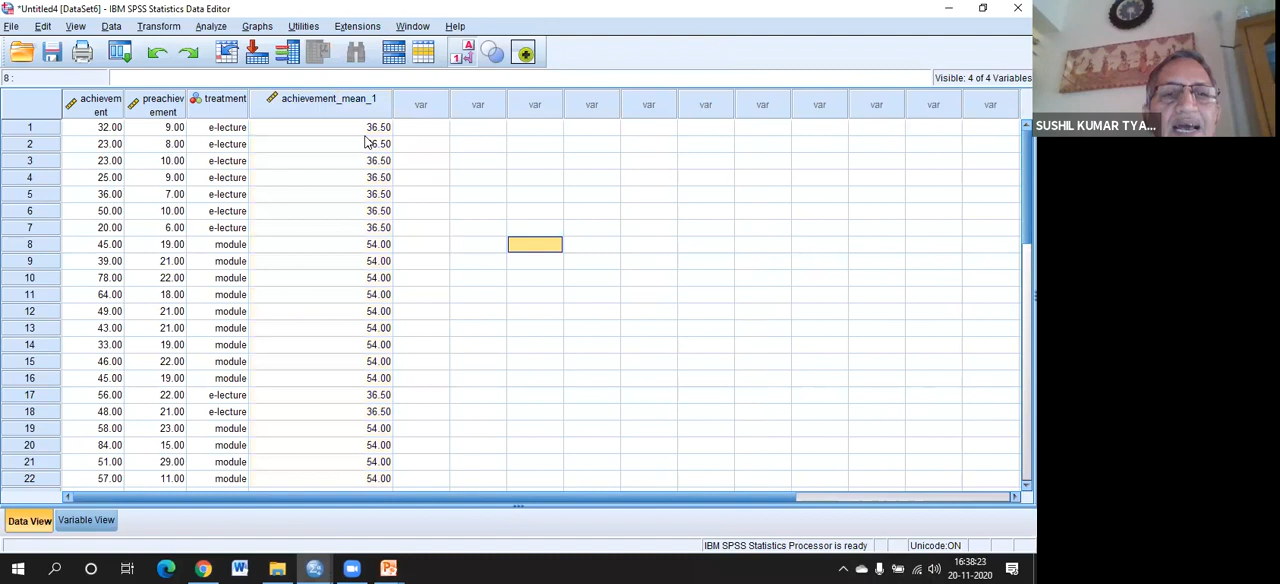 *Untitled4 [DataSet6] - IBM SPSS Statistics Data Editor
File Edit View Data Transform Analyze Graphs Utilities Extensions Window Help
8 :
Visible: 4 of 4 Variables
achievement preachievement treatment achievement_mean_1 var var var var var var var var var var var
1 32.00 9.00 e-lecture 36.50
2 23.00 8.00 e-lecture 36.50
3 23.00 10.00 e-lecture 36.50
4 25.00 9.00 e-lecture 36.50
5 36.00 7.00 e-lecture 36.50
6 50.00 10.00 e-lecture 36.50
7 20.00 6.00 e-lecture 36.50
8 45.00 19.00 module 54.00
9 39.00 21.00 module 54.00
10 78.00 22.00 module 54.00
11 64.00 18.00 module 54.00
12 49.00 21.00 module 54.00
13 43.00 21.00 module 54.00
14 33.00 19.00 module 54.00
15 46.00 22.00 module 54.00
16 45.00 19.00 module 54.00
17 56.00 22.00 e-lecture 36.50
18 48.00 21.00 e-lecture 36.50
19 58.00 23.00 module 54.00
20 84.00 15.00 module 54.00
21 51.00 29.00 module 54.00
22 57.00 11.00 module 54.00
Data View Variable View
IBM SPSS Statistics Processor is ready Unicode:ON
16:38:23
20-11-2020
SUSHIL KUMAR TYA...